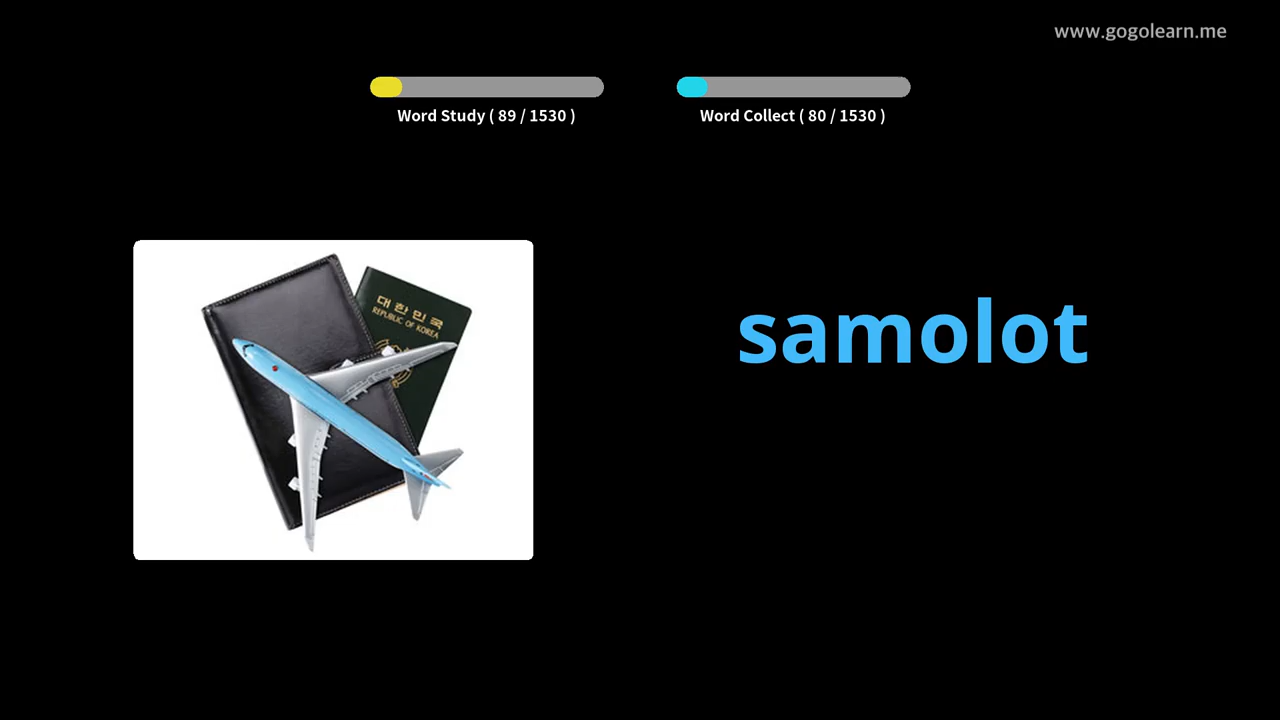 www.gogolearn.me
Word Study ( 89 / 1530 )
Word Collect ( 80 / 1530 )
samolot
대한민국
REPUBLIC OF KOREA